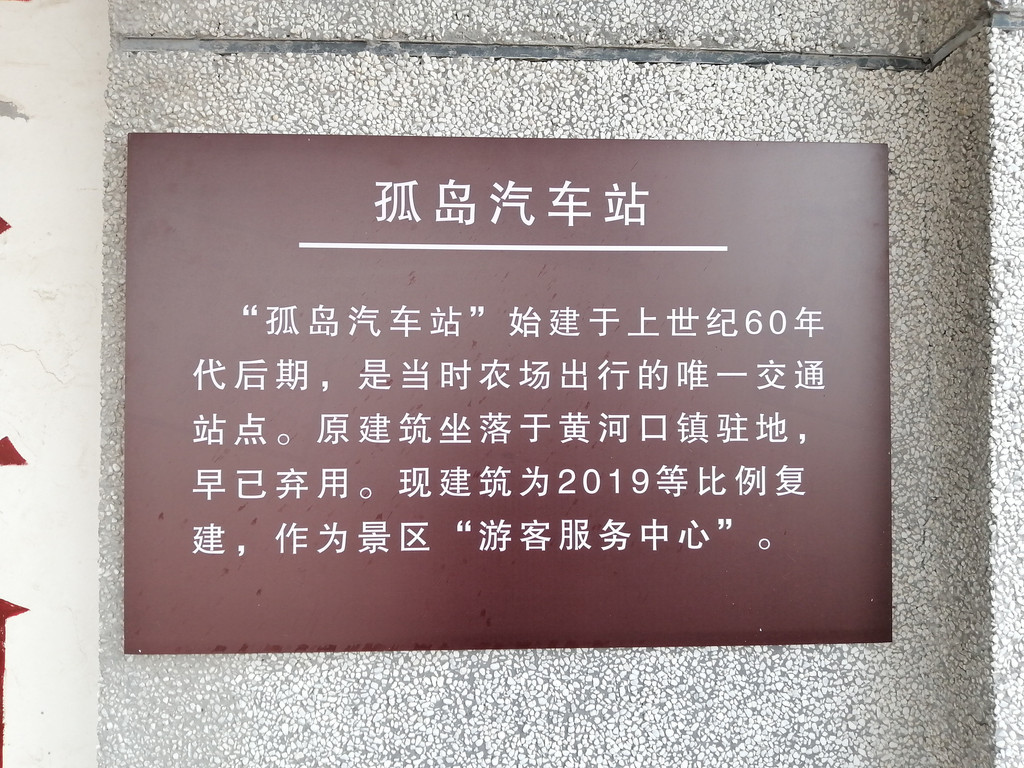 孤岛汽车站
“孤岛汽车站”始建于上世纪60年
代后期，是当时农场出行的唯一交通
站点。原建筑坐落于黄河口镇驻地，
早已弃用。现建筑为2019等比例复
建，作为景区“游客服务中心”。